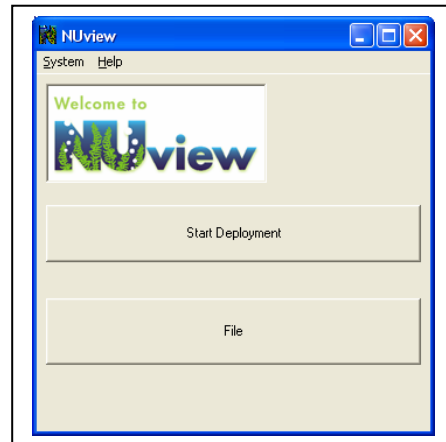 NUview
System Help
Welcome to
NUview
Start Deployment
File